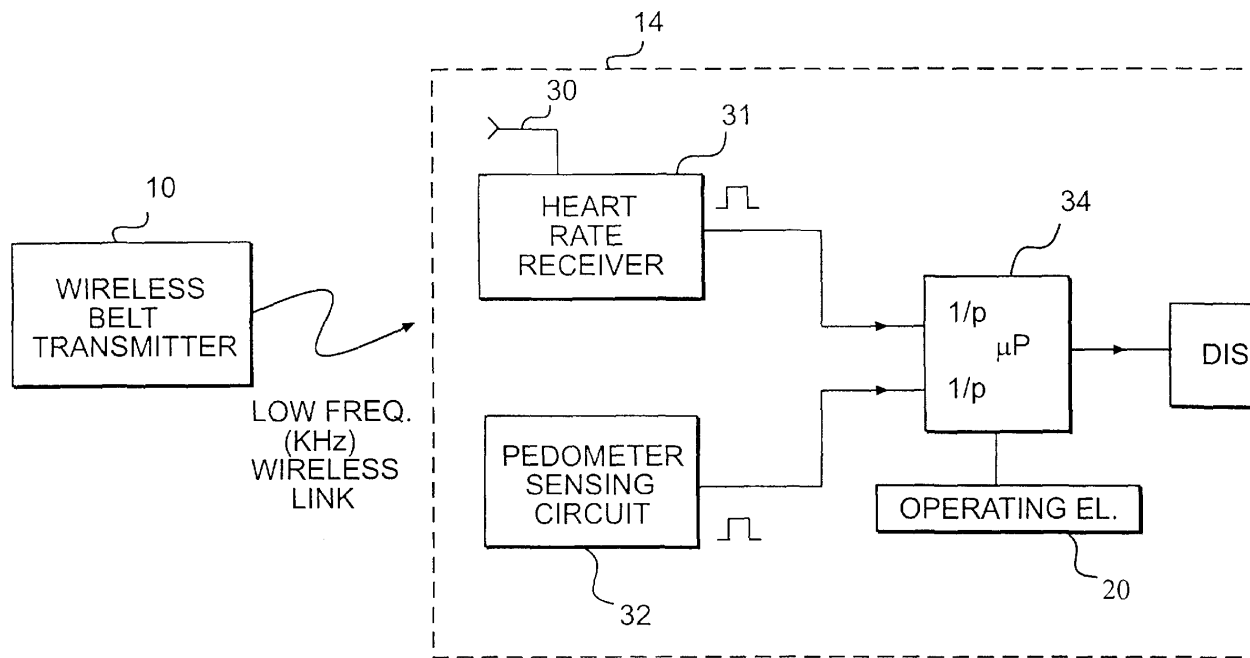 14
30
31
10
HEART
RATE
RECEIVER
34
WIRELESS
BELT
TRANSMITTER
1/p
µP
1/p
DIS
LOW FREQ.
(KHz)
WIRELESS
LINK
PEDOMETER
SENSING
CIRCUIT
OPERATING EL.
32
20